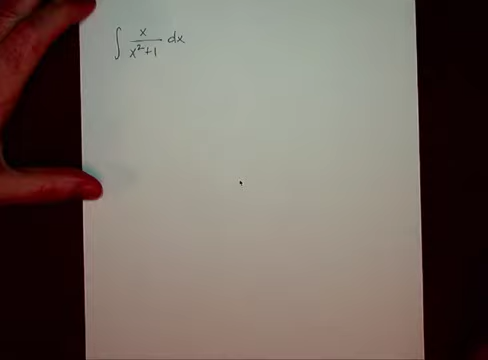 ∫ x/(x²+1) dx